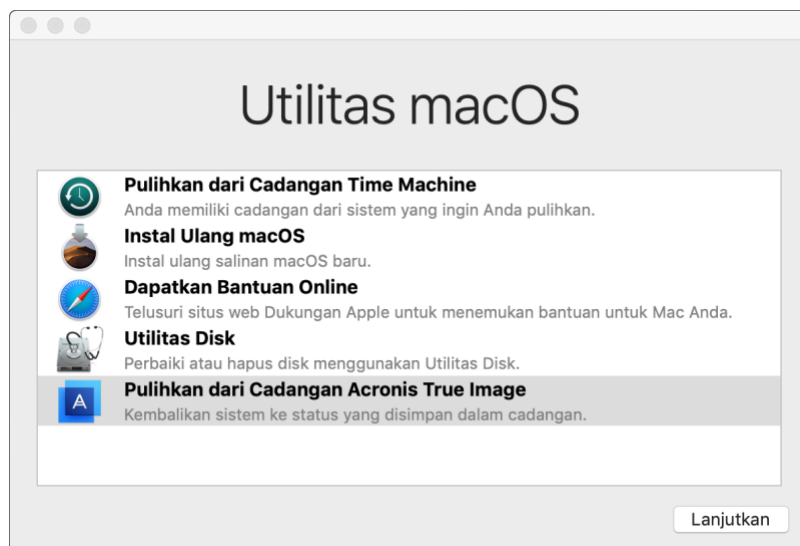 Utilitas macOS
Pulihkan dari Cadangan Time Machine
Anda memiliki cadangan dari sistem yang ingin Anda pulihkan.
Instal Ulang macOS
Instal ulang salinan macOS baru.
Dapatkan Bantuan Online
Telusuri situs web Dukungan Apple untuk menemukan bantuan untuk Mac Anda.
Utilitas Disk
Perbaiki atau hapus disk menggunakan Utilitas Disk.
Pulihkan dari Cadangan Acronis True Image
Kembalikan sistem ke status yang disimpan dalam cadangan.
Lanjutkan